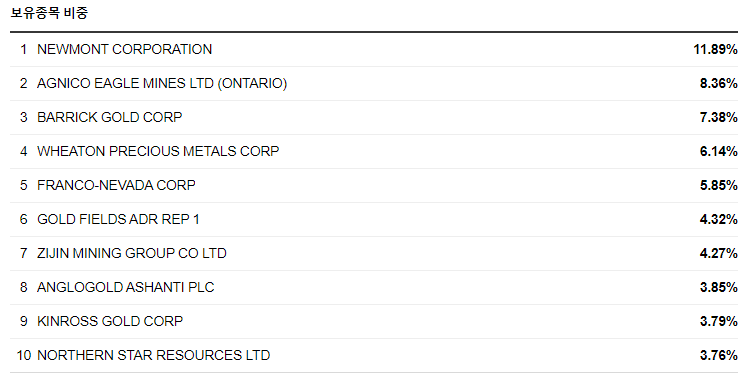 보유종목 비중
1 NEWMONT CORPORATION 11.89%
2 AGNICO EAGLE MINES LTD (ONTARIO) 8.36%
3 BARRICK GOLD CORP 7.38%
4 WHEATON PRECIOUS METALS CORP 6.14%
5 FRANCO-NEVADA CORP 5.85%
6 GOLD FIELDS ADR REP 1 4.32%
7 ZIJIN MINING GROUP CO LTD 4.27%
8 ANGLOGOLD ASHANTI PLC 3.85%
9 KINROSS GOLD CORP 3.79%
10 NORTHERN STAR RESOURCES LTD 3.76%